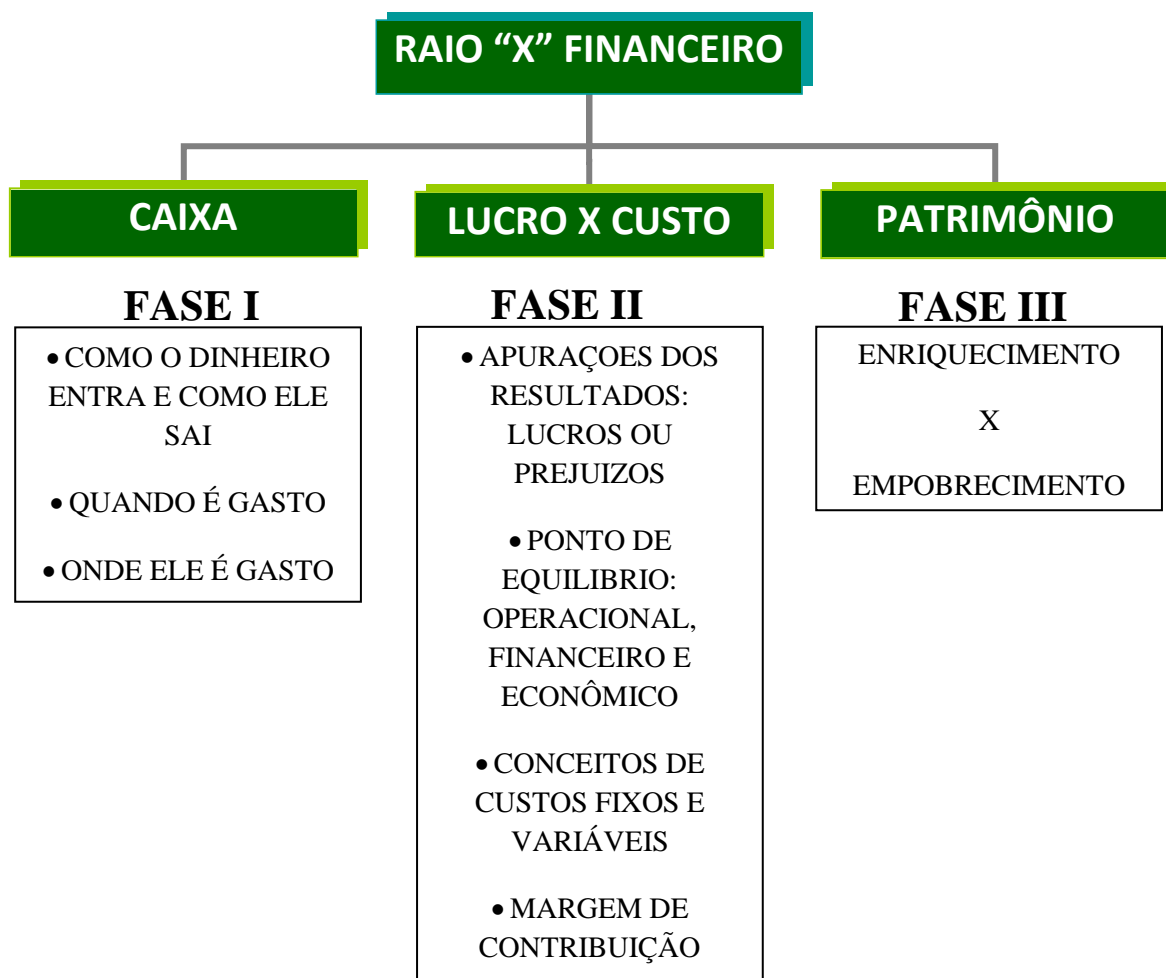 RAIO “X” FINANCEIRO
CAIXA
FASE I
• COMO O DINHEIRO
ENTRA E COMO ELE
SAI
• QUANDO É GASTO
• ONDE ELE É GASTO
LUCRO X CUSTO
FASE II
• APURAÇOES DOS
RESULTADOS:
LUCROS OU
PREJUIZOS
• PONTO DE
EQUILIBRIO:
OPERACIONAL,
FINANCEIRO E
ECONÔMICO
• CONCEITOS DE
CUSTOS FIXOS E
VARIÁVEIS
• MARGEM DE
CONTRIBUIÇÃO
PATRIMÔNIO
FASE III
ENRIQUECIMENTO
X
EMPOBRECIMENTO